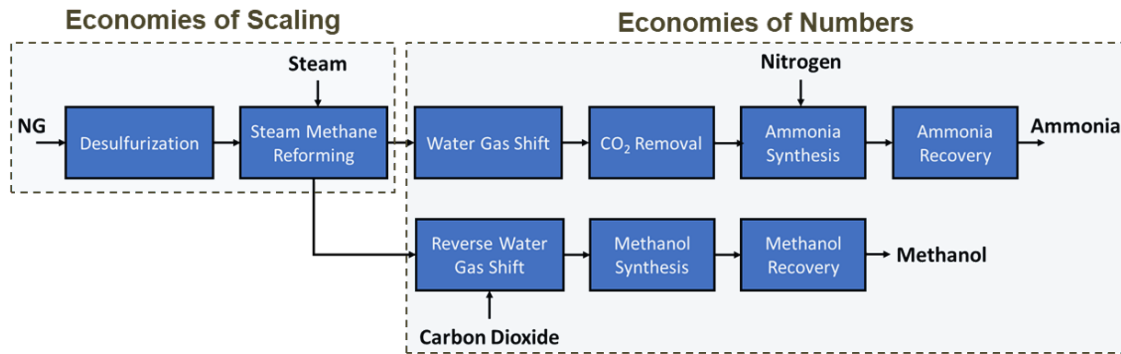 Economies of Scaling
Economies of Numbers
Steam
Nitrogen
NG
Desulfurization
Steam Methane
Reforming
Water Gas Shift
CO₂ Removal
Ammonia
Synthesis
Ammonia
Recovery
Ammonia
Reverse Water
Gas Shift
Methanol
Synthesis
Methanol
Recovery
Methanol
Carbon Dioxide